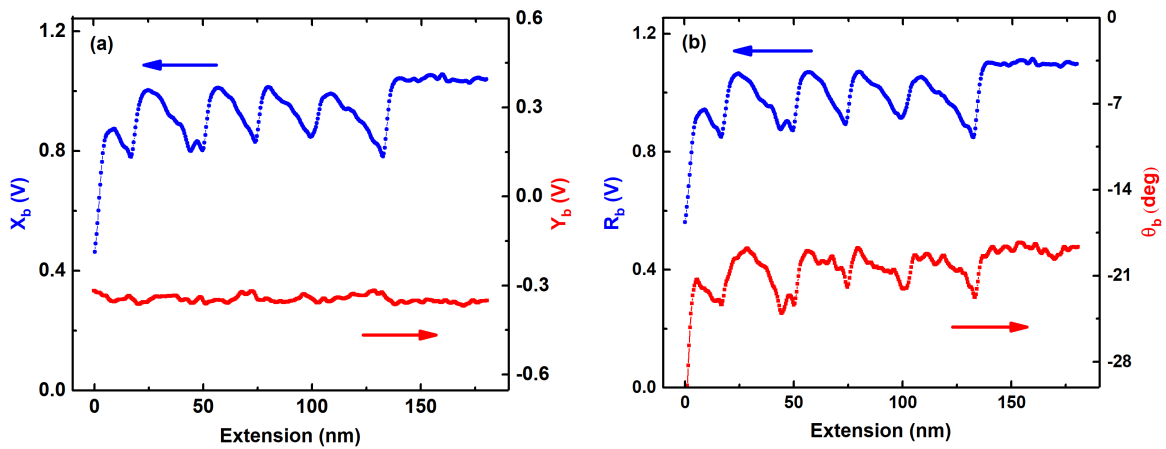 (a)
1.2
0.8
0.4
0.0
X_b (V)
0.6
0.3
0.0
-0.3
-0.6
Y_b (V)
0 50 100 150
Extension (nm)
(b)
1.2
0.8
0.4
0.0
R_b (V)
0
-7
-14
-21
-28
θ_b (deg)
0 50 100 150
Extension (nm)